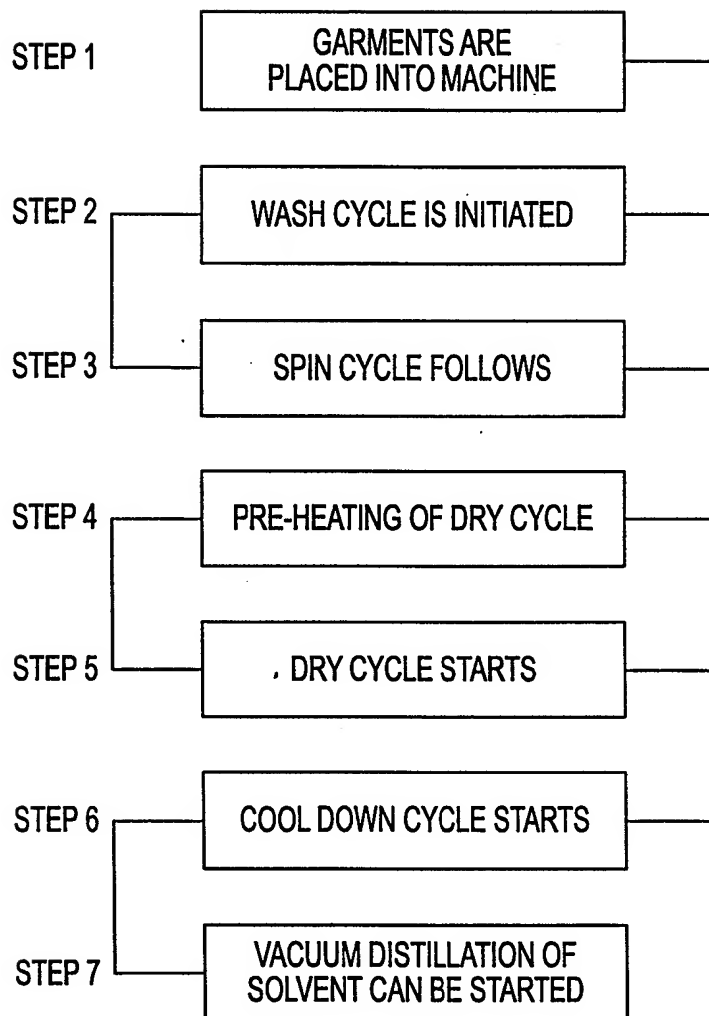 STEP 1
GARMENTS ARE
PLACED INTO MACHINE
STEP 2
WASH CYCLE IS INITIATED
STEP 3
SPIN CYCLE FOLLOWS
STEP 4
PRE-HEATING OF DRY CYCLE
STEP 5
DRY CYCLE STARTS
STEP 6
COOL DOWN CYCLE STARTS
STEP 7
VACUUM DISTILLATION OF
SOLVENT CAN BE STARTED